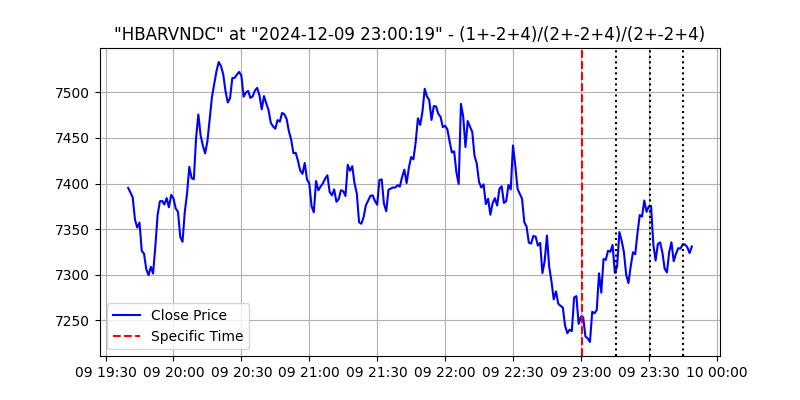 "HBARVNDC" at "2024-12-09 23:00:19" - (1+-2+4)/(2+-2+4)/(2+-2+4)
7500
7450
7400
7350
7300
7250
Close Price
Specific Time
09 19:30 09 20:00 09 20:30 09 21:00 09 21:30 09 22:00 09 22:30 09 23:00 09 23:30 10 00:00